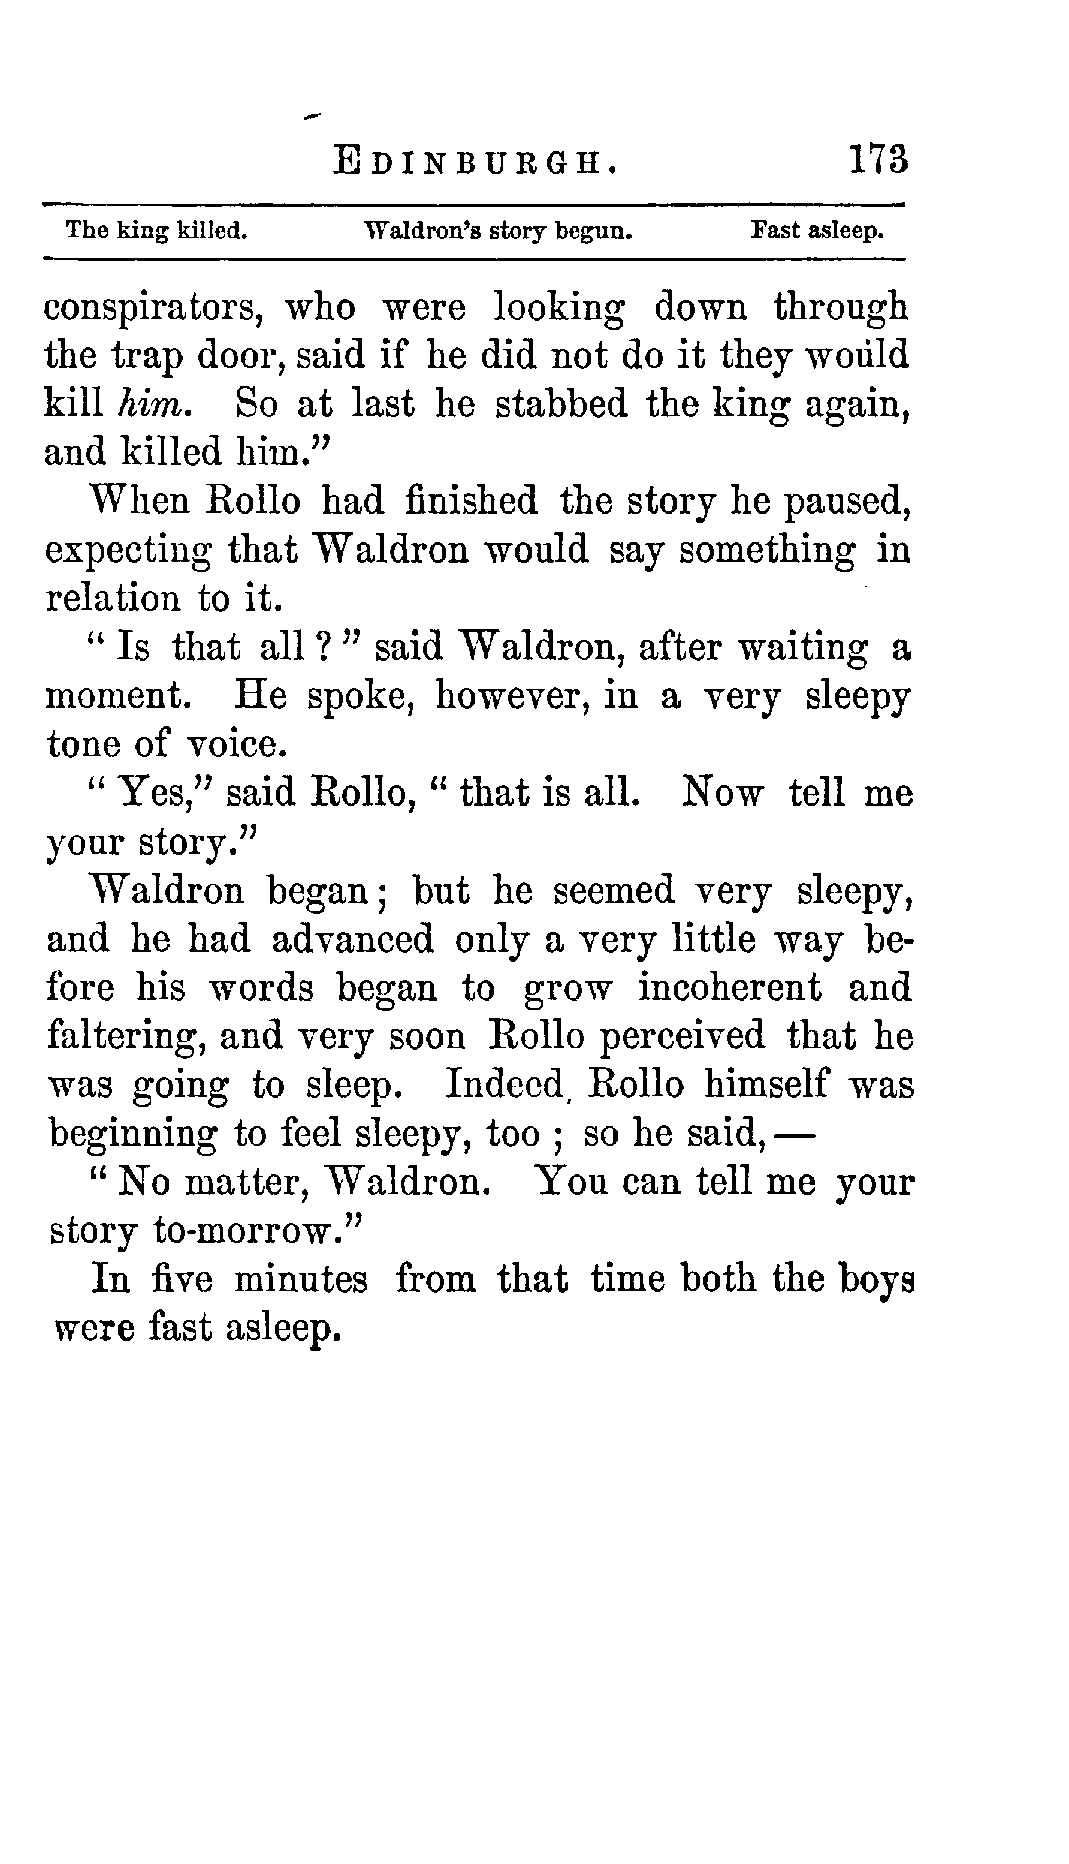 EDINBURGH. 173
The king killed. Waldron's story begun. Fast asleep.
conspirators, who were looking down through
the trap door, said if he did not do it they would
kill him. So at last he stabbed the king again,
and killed him."
When Rollo had finished the story he paused,
expecting that Waldron would say something in
relation to it.
"Is that all?" said Waldron, after waiting a
moment. He spoke, however, in a very sleepy
tone of voice.
"Yes," said Rollo, "that is all. Now tell me
your story."
Waldron began; but he seemed very sleepy,
and he had advanced only a very little way be-
fore his words began to grow incoherent and
faltering, and very soon Rollo perceived that he
was going to sleep. Indeed, Rollo himself was
beginning to feel sleepy, too; so he said,—
"No matter, Waldron. You can tell me your
story to-morrow."
In five minutes from that time both the boys
were fast asleep.